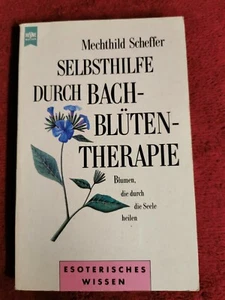 Mechthild Scheffer
SELBSTHILFE
DURCH BACH-
BLÜTEN-
THERAPIE
Blumen,
die durch
die Seele
heilen
ESOTERISCHES
WISSEN